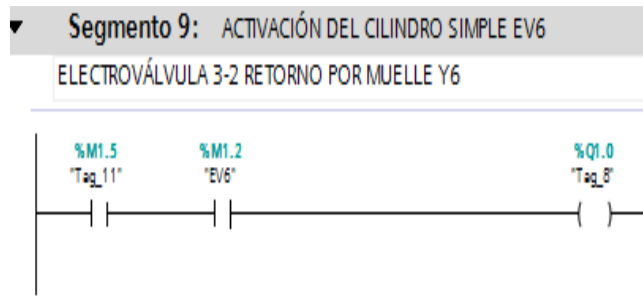 Segmento 9: ACTIVACIÓN DEL CILINDRO SIMPLE EV6
ELECTROVÁLVULA 3-2 RETORNO POR MUELLE Y6
%M1.5 %M1.2 %Q1.0
"Tag_11" "EV6" "Tag_8"